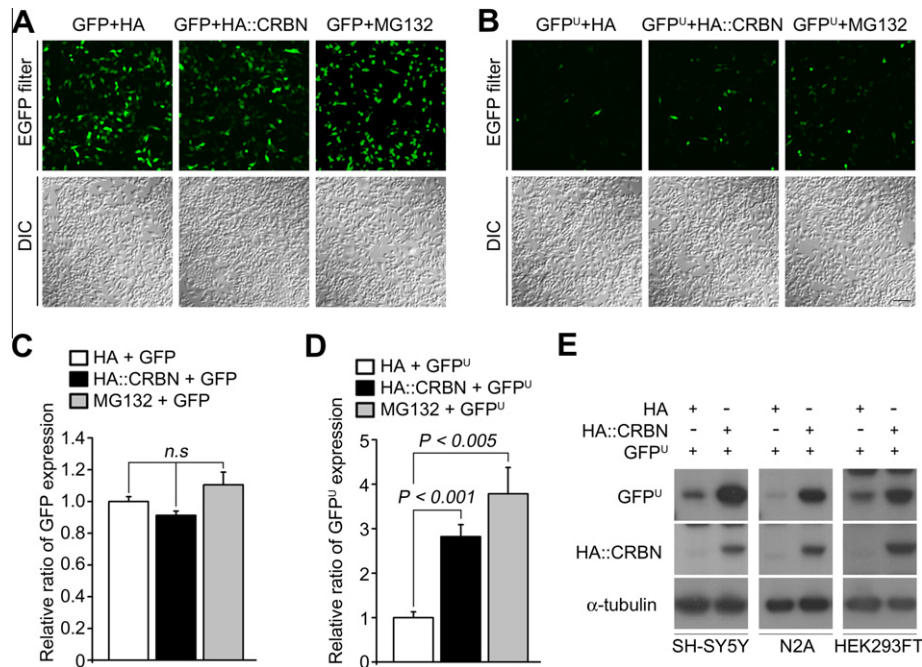 A
GFP+HA GFP+HA::CRBN GFP+MG132
EGFP filter
DIC
B
GFPᵁ+HA GFPᵁ+HA::CRBN GFPᵁ+MG132
EGFP filter
DIC
C
HA + GFP
HA::CRBN + GFP
MG132 + GFP
Relative ratio of GFP expression
1.4
1.2
1.0
0.8
0.6
0.4
0.2
0
n.s
D
HA + GFPᵁ
HA::CRBN + GFPᵁ
MG132 + GFPᵁ
Relative ratio of GFPᵁ expression
5
4
3
2
1
0
P < 0.005
P < 0.001
E
HA + - + - + -
HA::CRBN - + - + - +
GFPᵁ + + + + + +
GFPᵁ
HA::CRBN
α-tubulin
SH-SY5Y N2A HEK293FT